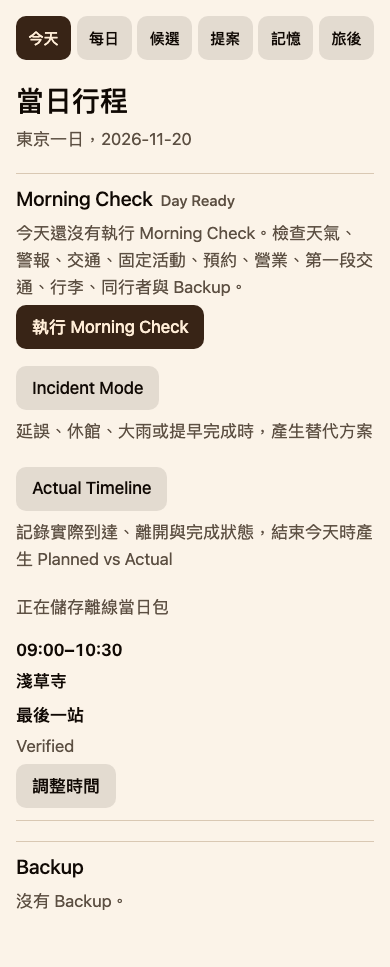 今天
每日
候選
提案
記憶
旅後
當日行程
東京一日，2026-11-20
Morning Check Day Ready
今天還沒有執行 Morning Check。檢查天氣、
警報、交通、固定活動、預約、營業、第一段交
通、行李、同行者與 Backup。
執行 Morning Check
Incident Mode
延誤、休館、大雨或提早完成時，產生替代方案
Actual Timeline
記錄實際到達、離開與完成狀態，結束今天時產
生 Planned vs Actual
正在儲存離線當日包
09:00–10:30
淺草寺
最後一站
Verified
調整時間
Backup
沒有 Backup。